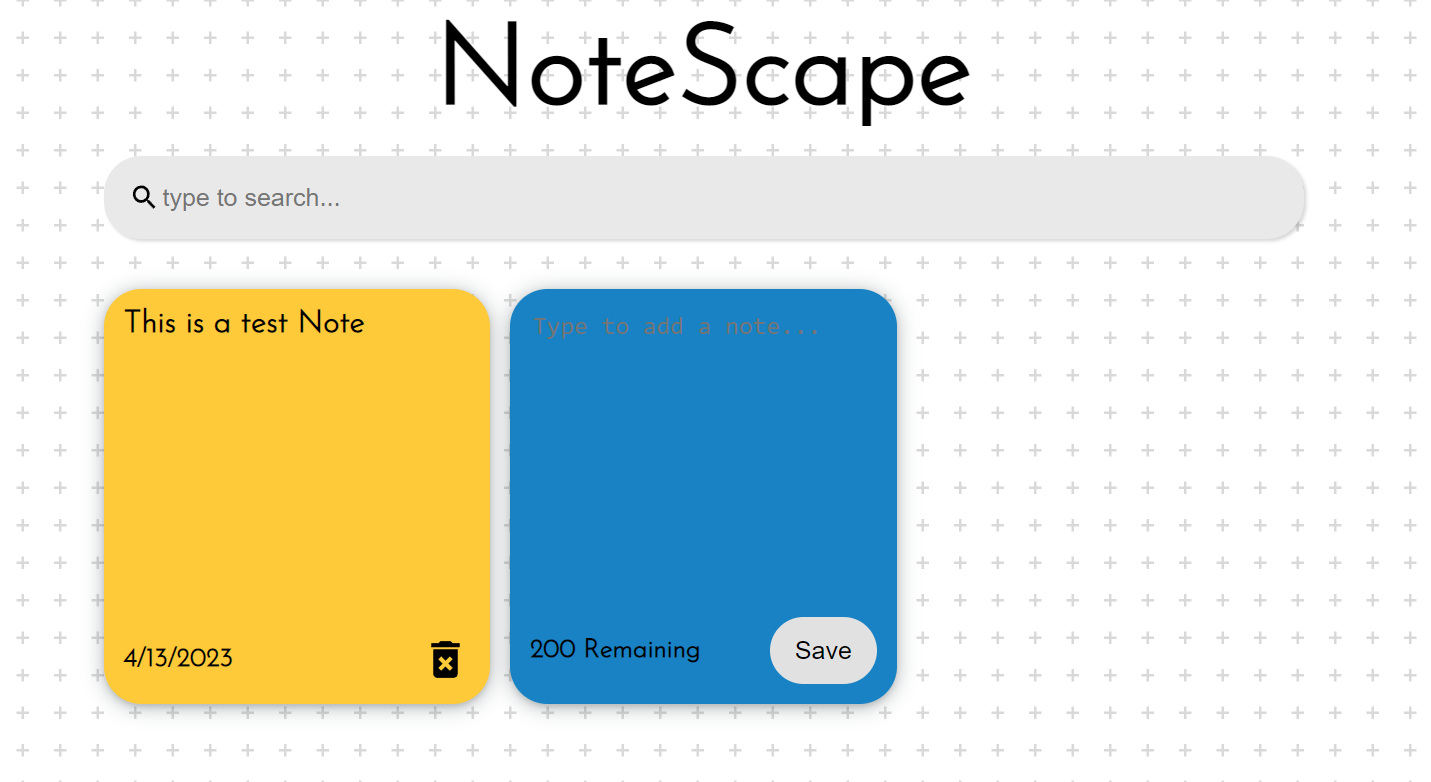 NoteScape
type to search...
This is a test Note
Type to add a note...
4/13/2023
200 Remaining
Save